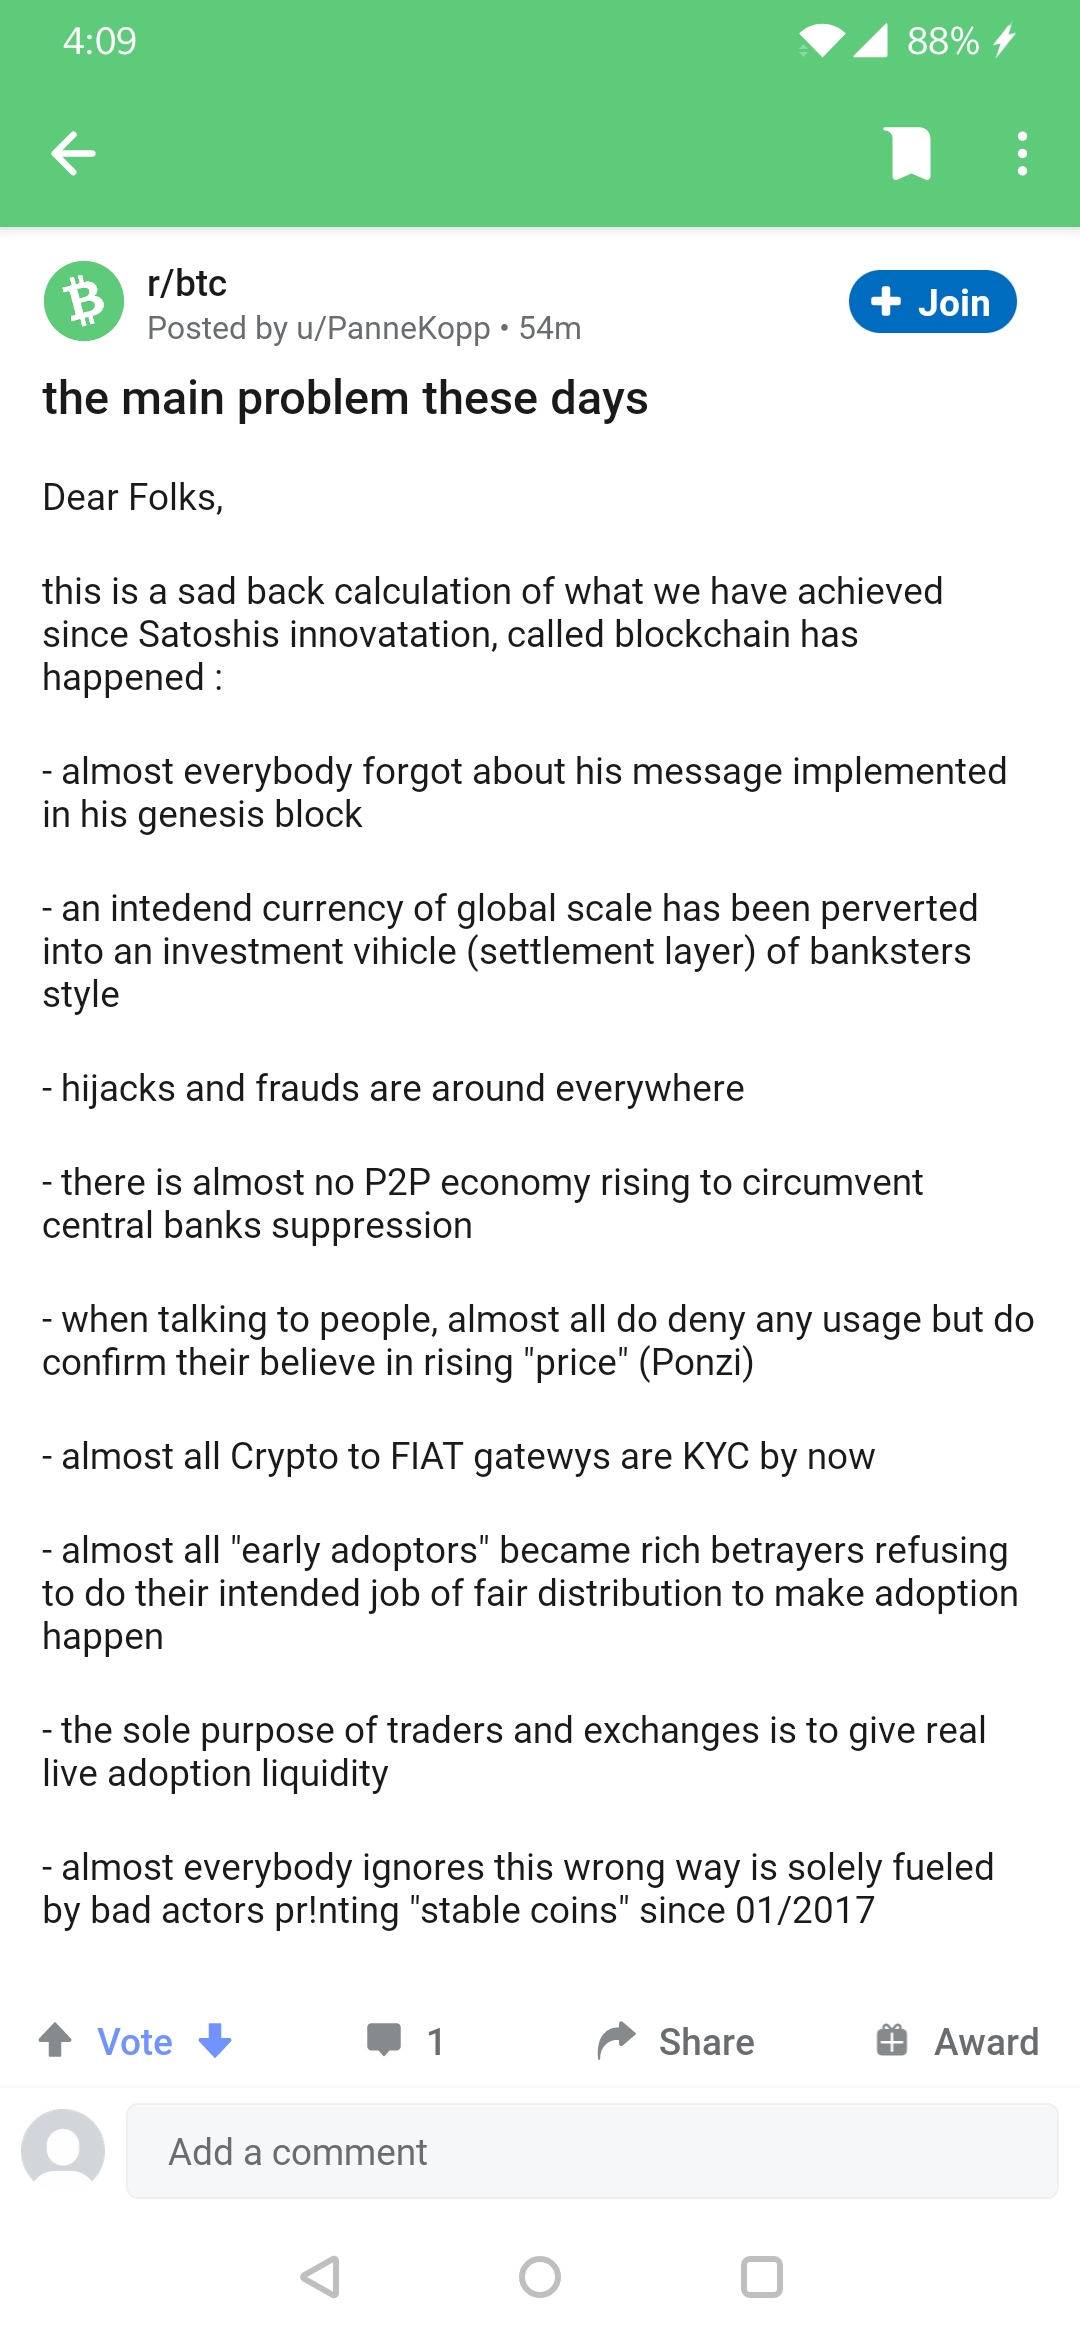 4:09
88%
r/btc
Posted by u/PanneKopp • 54m
+ Join
the main problem these days
Dear Folks,
this is a sad back calculation of what we have achieved
since Satoshis innovatation, called blockchain has
happened :
- almost everybody forgot about his message implemented
in his genesis block
- an intedend currency of global scale has been perverted
into an investment vihicle (settlement layer) of banksters
style
- hijacks and frauds are around everywhere
- there is almost no P2P economy rising to circumvent
central banks suppression
- when talking to people, almost all do deny any usage but do
confirm their believe in rising "price" (Ponzi)
- almost all Crypto to FIAT gatewys are KYC by now
- almost all "early adoptors" became rich betrayers refusing
to do their intended job of fair distribution to make adoption
happen
- the sole purpose of traders and exchanges is to give real
live adoption liquidity
- almost everybody ignores this wrong way is solely fueled
by bad actors pr!nting "stable coins" since 01/2017
Vote
1
Share
Award
Add a comment